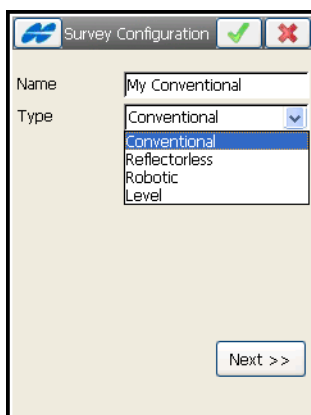 Survey Configuration
Name My Conventional
Type Conventional
Conventional
Reflectorless
Robotic
Level
Next >>